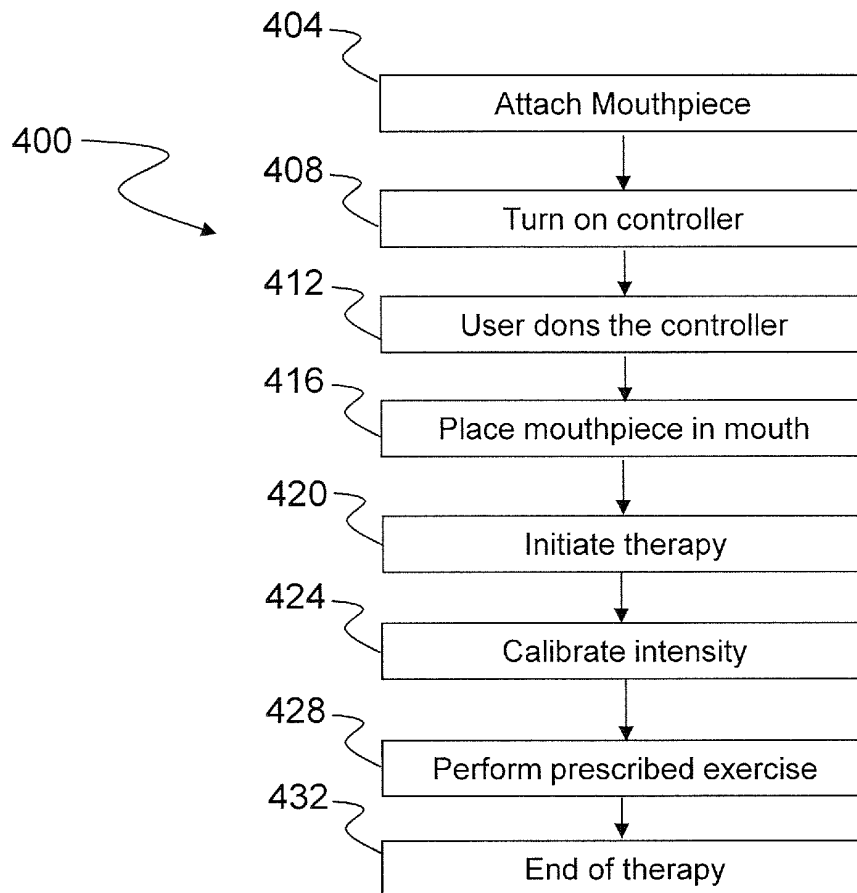 404
Attach Mouthpiece
400
408
Turn on controller
412
User dons the controller
416
Place mouthpiece in mouth
420
Initiate therapy
424
Calibrate intensity
428
Perform prescribed exercise
432
End of therapy